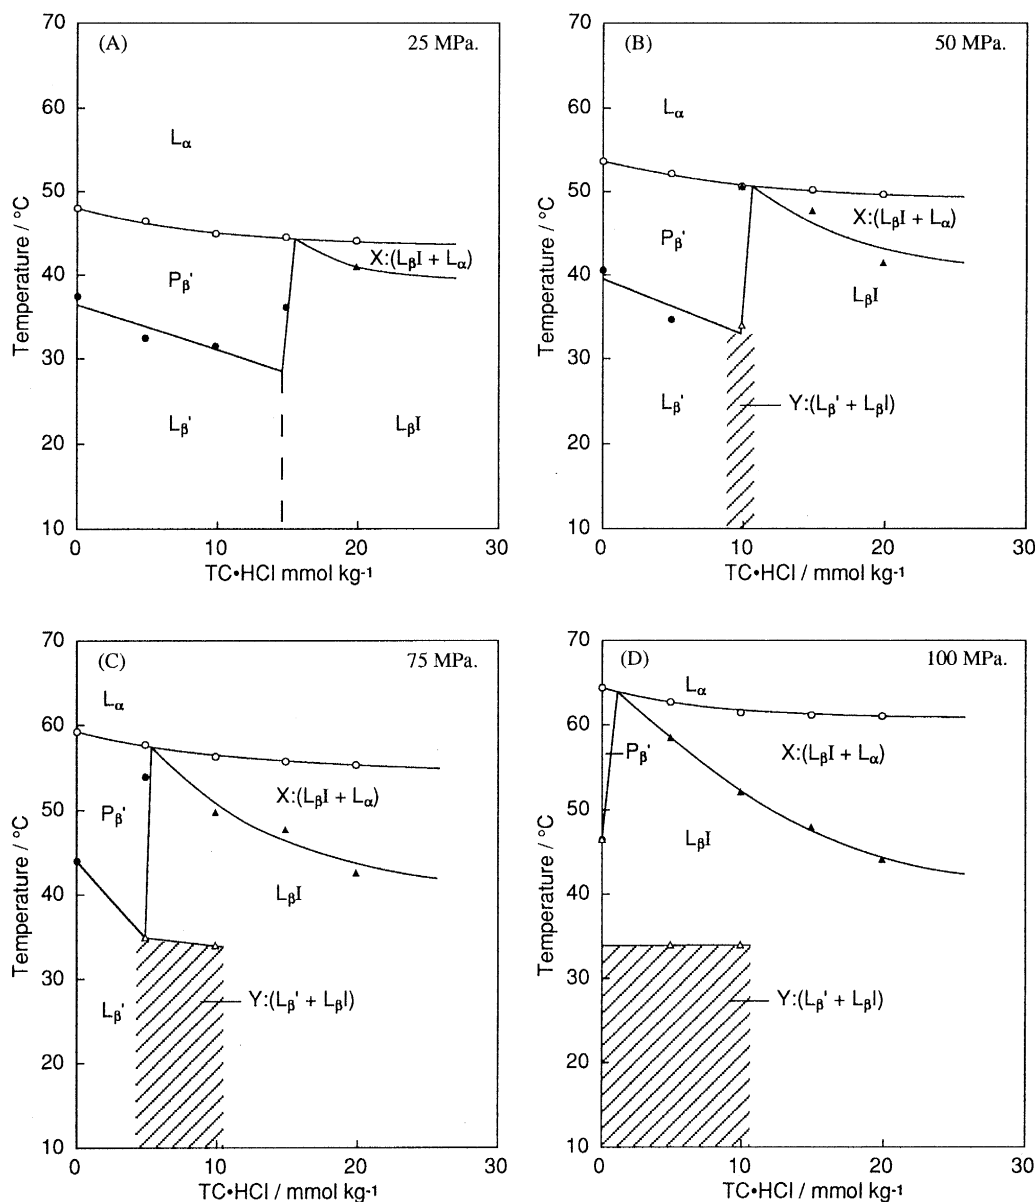 (A) 25 MPa.
70
60
50
40
30
20
10
Temperature / °C
Lα
Pβ'
X:(LβI + Lα)
Lβ'
LβI
0 10 20 30
TC•HCl mmol kg-1
(B) 50 MPa.
70
60
50
40
30
20
10
Temperature / °C
Lα
Pβ'
X:(LβI + Lα)
LβI
Lβ'
Y:(Lβ' + LβI)
0 10 20 30
TC•HCl / mmol kg-1
(C) 75 MPa.
70
60
50
40
30
20
10
Temperature / °C
Lα
Pβ'
X:(LβI + Lα)
LβI
Lβ'
Y:(Lβ' + LβI)
0 10 20 30
TC•HCl / mmol kg-1
(D) 100 MPa.
70
60
50
40
30
20
10
Temperature / °C
Lα
Pβ'
X:(LβI + Lα)
LβI
Y:(Lβ' + LβI)
0 10 20 30
TC•HCl / mmol kg-1